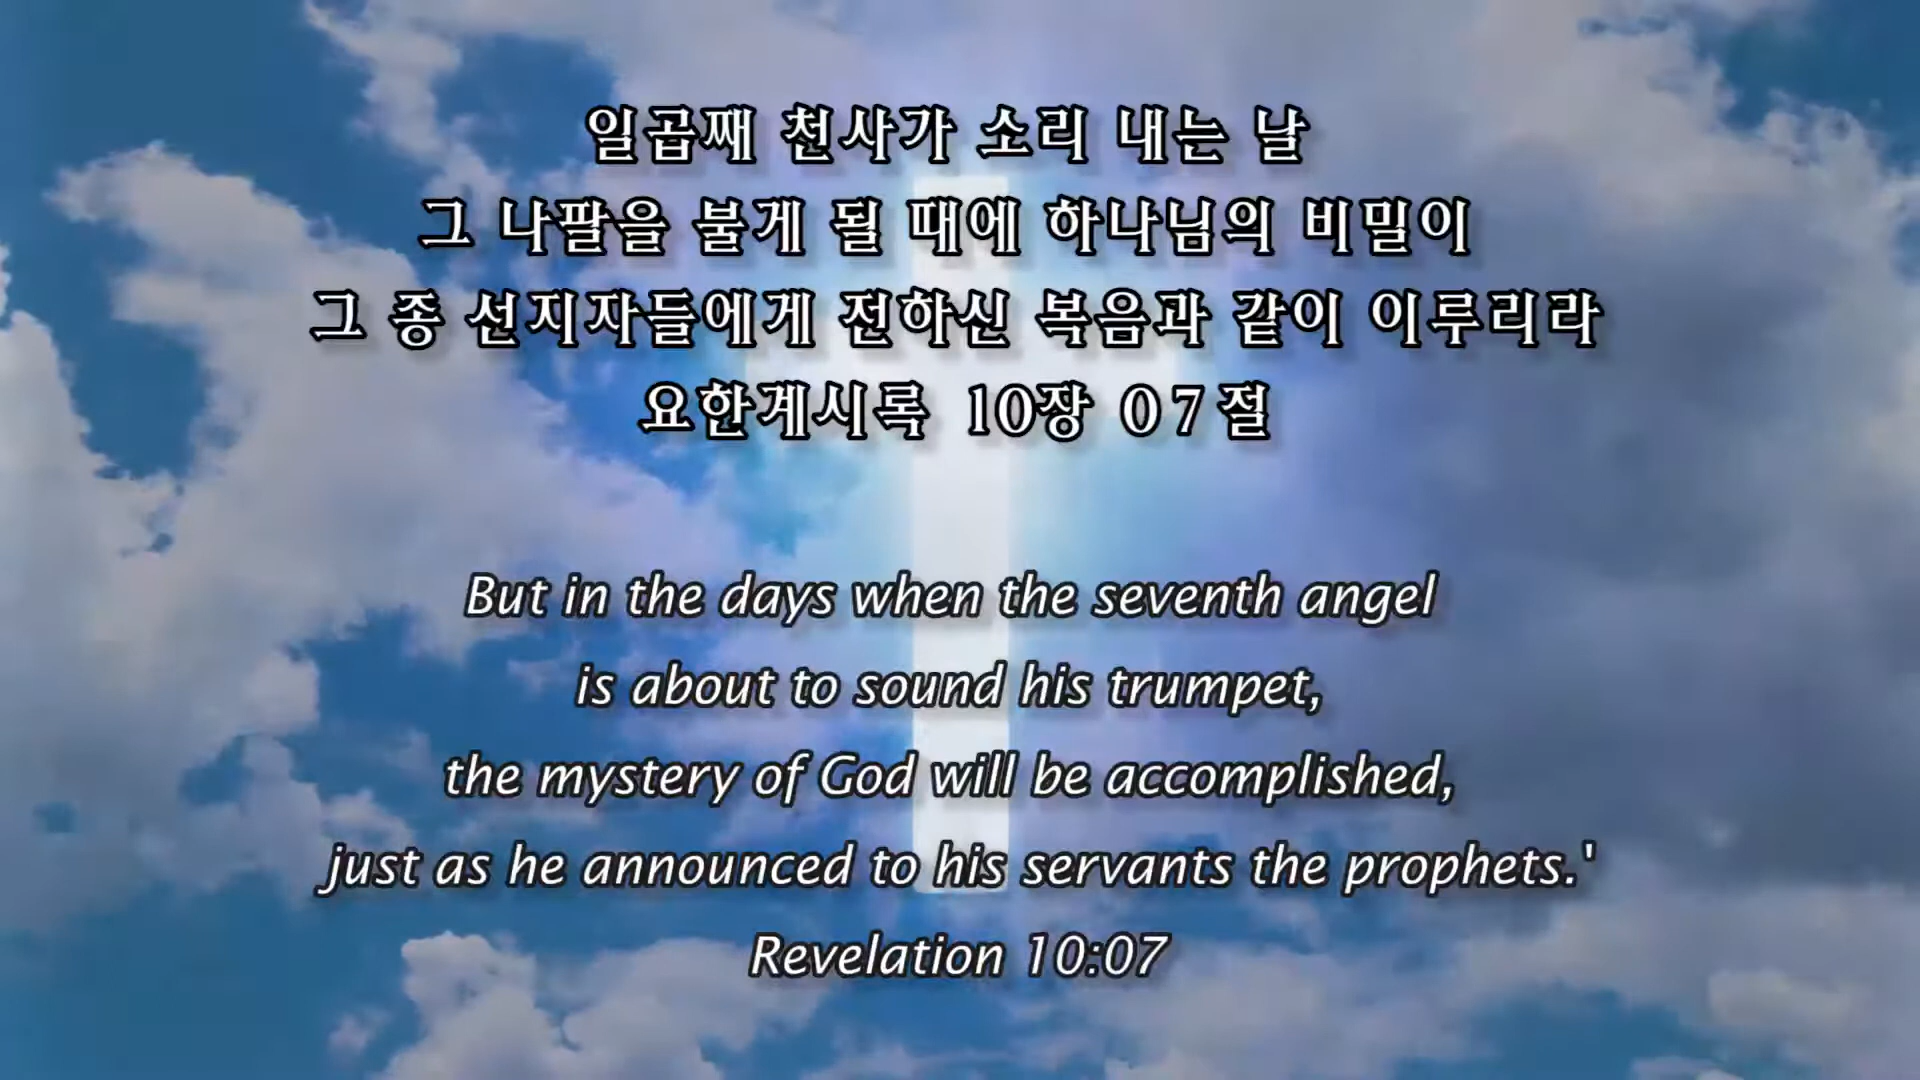 일곱째 천사가 소리 내는 날
그 나팔을 불게 될 때에 하나님의 비밀이
그 종 선지자들에게 전하신 복음과 같이 이루리라
요한계시록 10장 07절
But in the days when the seventh angel
is about to sound his trumpet,
the mystery of God will be accomplished,
just as he announced to his servants the prophets.'
Revelation 10:07